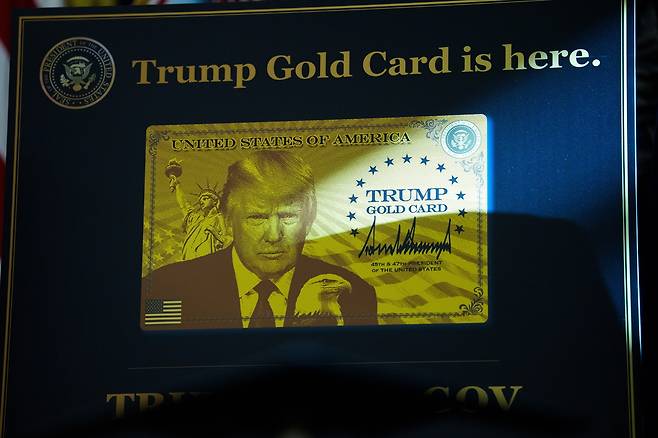 Trump Gold Card is here.
UNITED STATES OF AMERICA
TRUMP
GOLD CARD
45TH & 47TH PRESIDENT
OF THE UNITED STATES
GOV